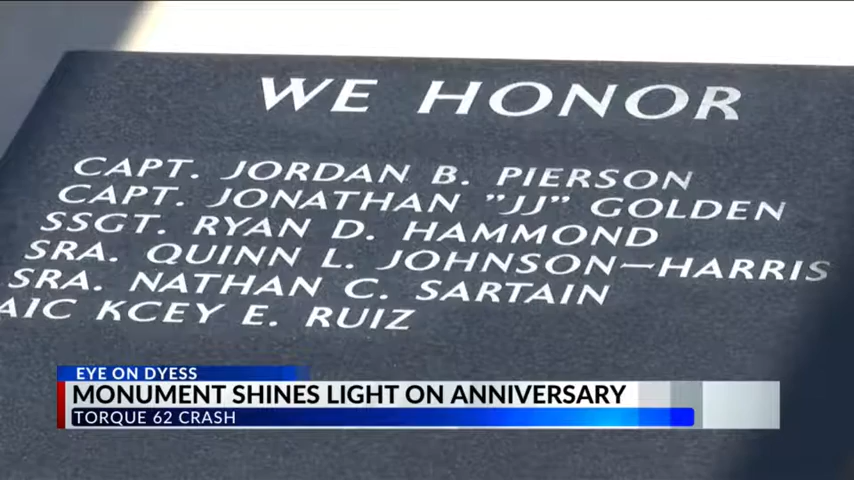 WE HONOR
CAPT. JORDAN B. PIERSON
CAPT. JONATHAN "JJ" GOLDEN
SSGT. RYAN D. HAMMOND
SRA. QUINN L. JOHNSON-HARRIS
SRA. NATHAN C. SARTAIN
A1C KCEY E. RUIZ
EYE ON DYESS
MONUMENT SHINES LIGHT ON ANNIVERSARY
TORQUE 62 CRASH